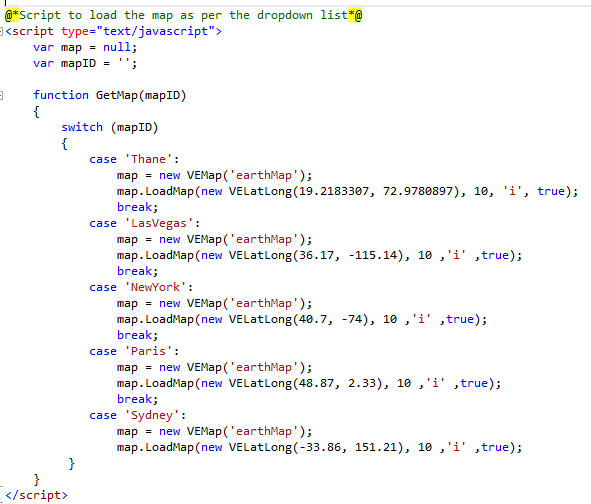 @*Script to load the map as per the dropdown list*@
<script type="text/javascript">
    var map = null;
    var mapID = '';

    function GetMap(mapID)
    {
        switch (mapID)
        {
            case 'Thane':
                map = new VEMap('earthMap');
                map.LoadMap(new VELatLong(19.2183307, 72.9780897), 10, 'i', true);
                break;
            case 'LasVegas':
                map = new VEMap('earthMap');
                map.LoadMap(new VELatLong(36.17, -115.14), 10 ,'i' ,true);
                break;
            case 'NewYork':
                map = new VEMap('earthMap');
                map.LoadMap(new VELatLong(40.7, -74), 10 ,'i' ,true);
                break;
            case 'Paris':
                map = new VEMap('earthMap');
                map.LoadMap(new VELatLong(48.87, 2.33), 10 ,'i' ,true);
                break;
            case 'Sydney':
                map = new VEMap('earthMap');
                map.LoadMap(new VELatLong(-33.86, 151.21), 10 ,'i' ,true);
         }
    }
</script>